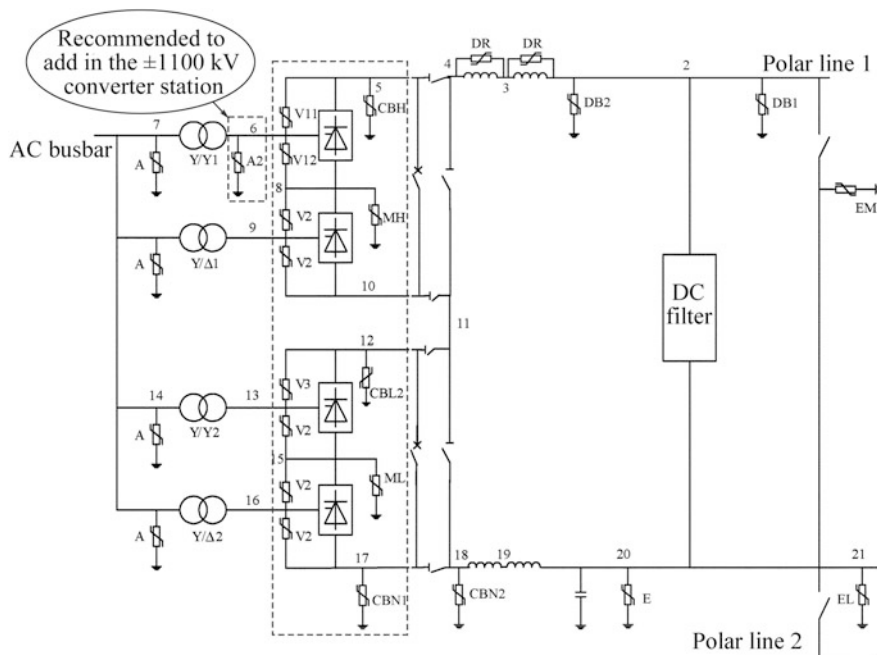 Recommended to
add in the ±1100 kV
converter station
DR DR
4 2 Polar line 1
5 3
V11 CBH DB2 DB1
7 6
AC busbar
A Y/Y1 A2 V12
8 MH EM
9 V2
A Y/Δ1 V2
10
DC
filter
11
12
CBL2
14 13 V3
A Y/Y2 V2
15 ML
16 V2
A Y/Δ2 V2
17 18 19 20 21
CBN1 CBN2 E EL
Polar line 2